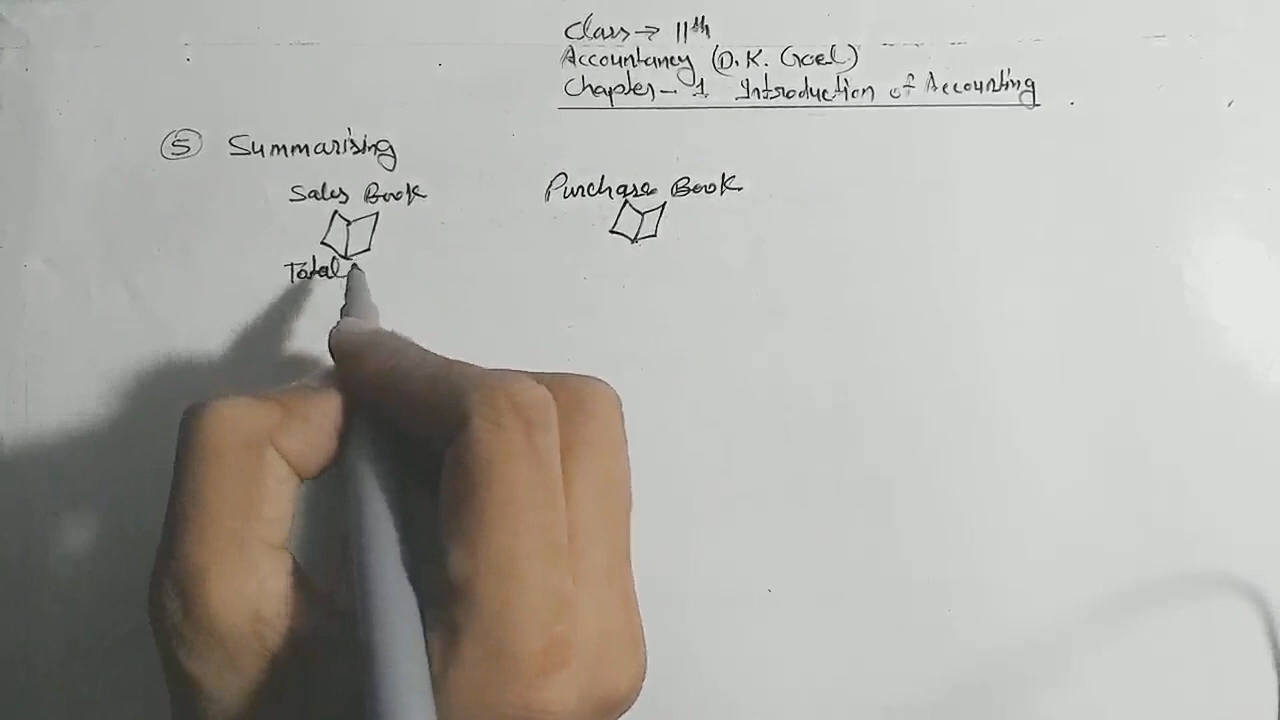 Class → 11th
Accountancy (D.K. Goel)
Chapter - 1 Introduction of Accounting
⑤ Summarising
Sales Book
Purchase Book
Total